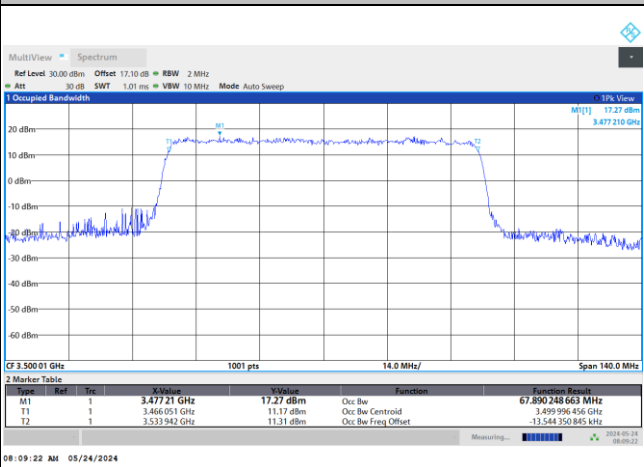 MultiView Spectrum
Ref Level 30.00 dBm Offset 17.10 dB RBW 2 MHz
Att 30 dB SWT 1.01 ms VBW 10 MHz Mode Auto Sweep
1 Occupied Bandwidth 1Pk View
M1[1] 17.27 dBm
3.477 210 GHz
M1
20 dBm
T1 T2
10 dBm
0 dBm
-10 dBm
-20 dBm
-30 dBm
-40 dBm
-50 dBm
-60 dBm
CF 3.500 01 GHz 1001 pts 14.0 MHz/ Span 140.0 MHz
2 Marker Table
Type Ref Trc X-Value Y-Value Function Function Result
M1 1 3.477 21 GHz 17.27 dBm Occ Bw 67.890 248 663 MHz
T1 1 3.466 051 GHz 11.17 dBm Occ Bw Centroid 3.499 996 456 GHz
T2 1 3.533 942 GHz 11.31 dBm Occ Bw Freq Offset -13.544 350 845 kHz
Measuring... 2024-05-24
08:09:22
08:09:22 AM 05/24/2024